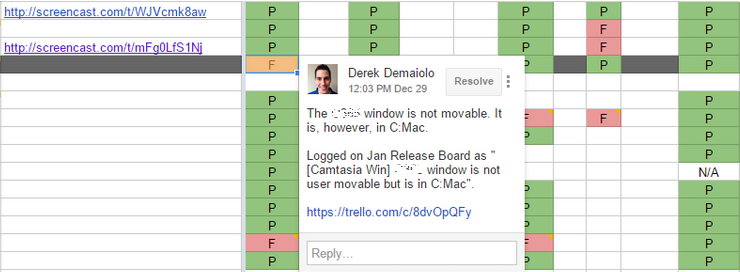 http://screencast.com/t/WJVcmk8aw P P P P P
P P P F P
http://screencast.com/t/mFg0LfS1Nj P P P F P
F P P P
Derek Demaiolo
12:03 PM Dec 29
Resolve
The window is not movable. It
is, however, in C:Mac.
Logged on Jan Release Board as "
[Camtasia Win] window is not
user movable but is in C:Mac".
https://trello.com/c/8dvOpQFy
Reply...
P P
P F F P
P P P
P P
P N/A
P P P
P P P
P P P
F F P
P P P